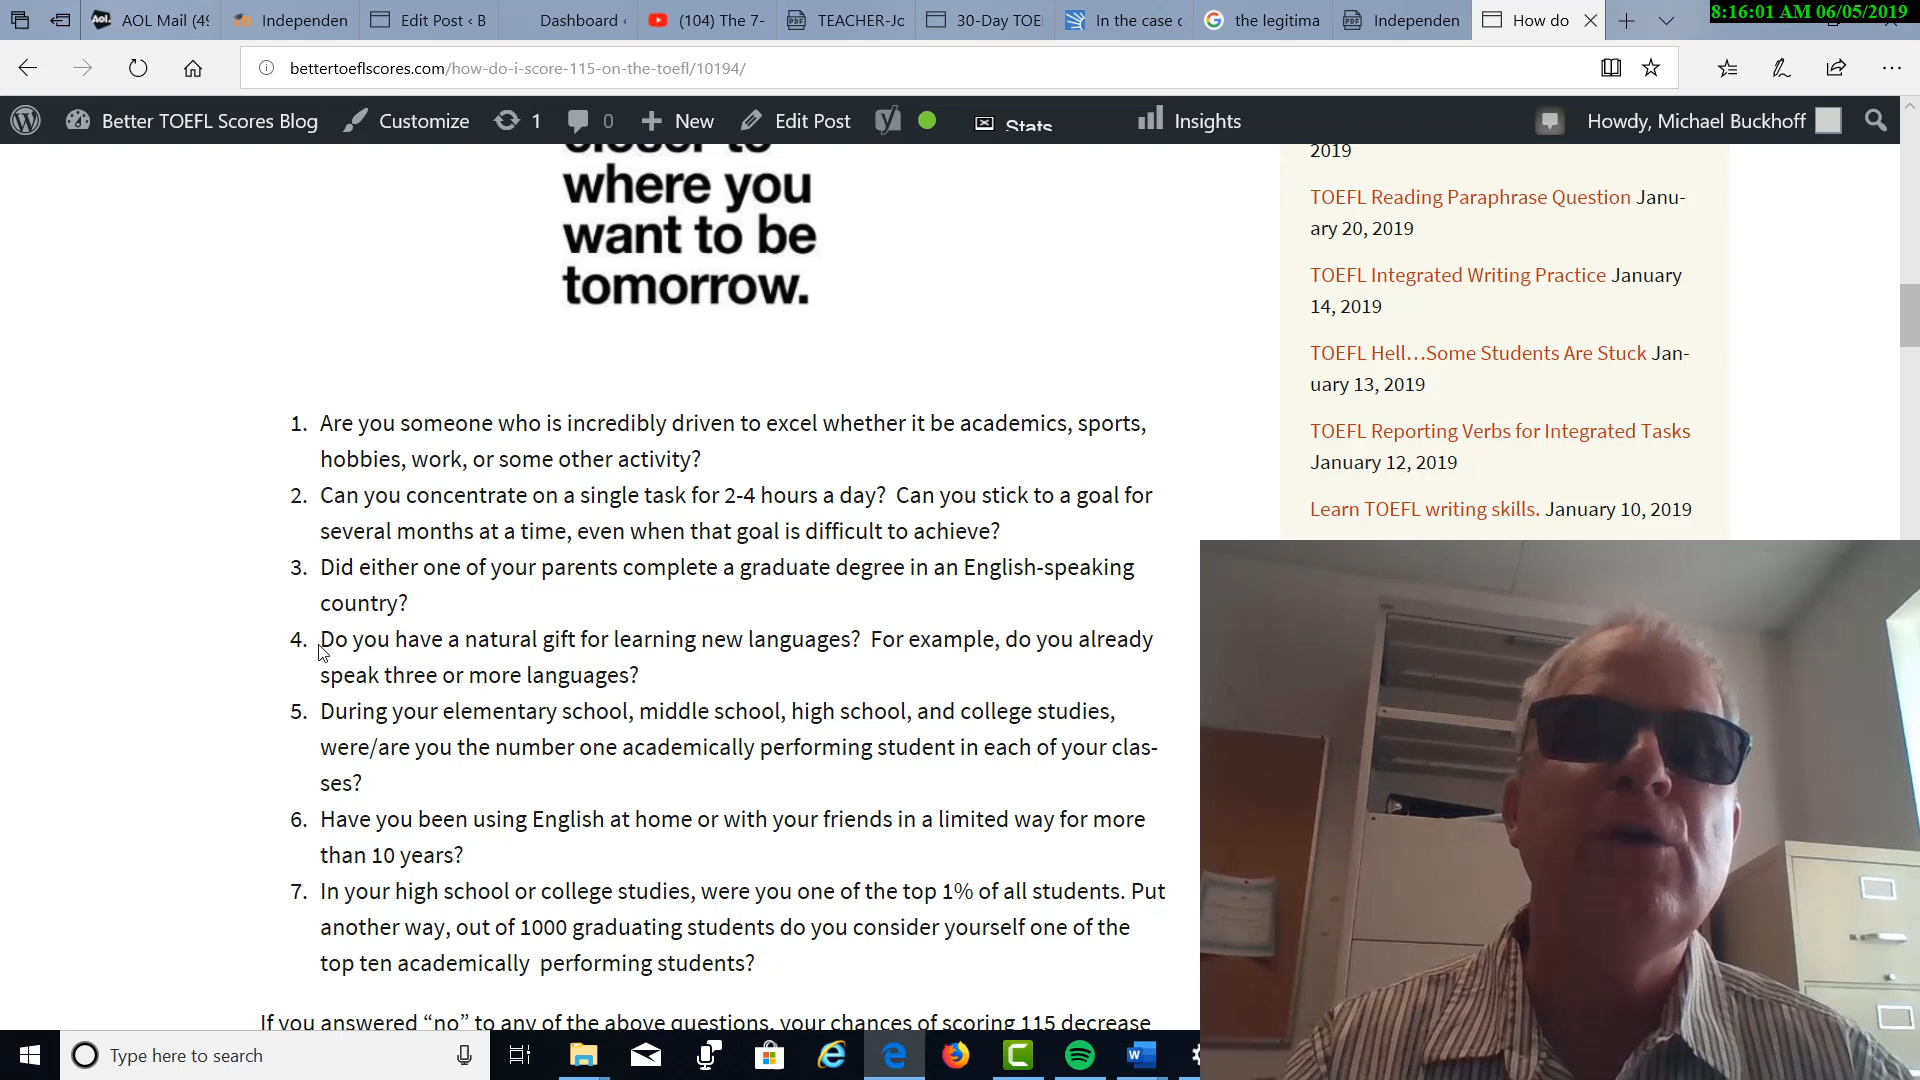 AOL Mail (49
Independen
Edit Post ‹ B
Dashboard ‹
(104) The 7-
TEACHER-Jo
30-Day TOE
In the case o
the legitima
Independen
How do
8:16:01 AM 06/05/2019
bettertoeflscores.com/how-do-i-score-115-on-the-toefl/10194/
Better TOEFL Scores Blog
Customize
1
0
New
Edit Post
Stats
Insights
Howdy, Michael Buckhoff
closer to
where you
want to be
tomorrow.
1. Are you someone who is incredibly driven to excel whether it be academics, sports,
hobbies, work, or some other activity?
2. Can you concentrate on a single task for 2-4 hours a day?  Can you stick to a goal for
several months at a time, even when that goal is difficult to achieve?
3. Did either one of your parents complete a graduate degree in an English-speaking
country?
4. Do you have a natural gift for learning new languages?  For example, do you already
speak three or more languages?
5. During your elementary school, middle school, high school, and college studies,
were/are you the number one academically performing student in each of your clas-
ses?
6. Have you been using English at home or with your friends in a limited way for more
than 10 years?
7. In your high school or college studies, were you one of the top 1% of all students. Put
another way, out of 1000 graduating students do you consider yourself one of the
top ten academically  performing students?
If you answered “no” to any of the above questions, your chances of scoring 115 decrease
2019
TOEFL Reading Paraphrase Question Janu-
ary 20, 2019
TOEFL Integrated Writing Practice January
14, 2019
TOEFL Hell…Some Students Are Stuck Jan-
uary 13, 2019
TOEFL Reporting Verbs for Integrated Tasks
January 12, 2019
Learn TOEFL writing skills. January 10, 2019
Type here to search